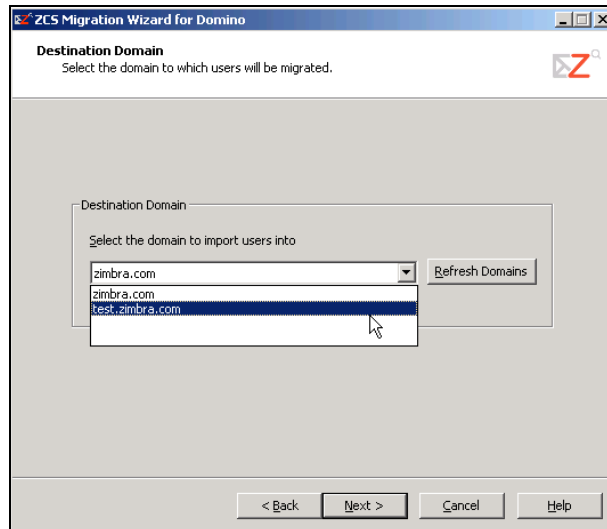 ZCS Migration Wizard for Domino
Destination Domain
Select the domain to which users will be migrated.
Destination Domain
Select the domain to import users into
zimbra.com
Refresh Domains
zimbra.com
test.zimbra.com
< Back
Next >
Cancel
Help